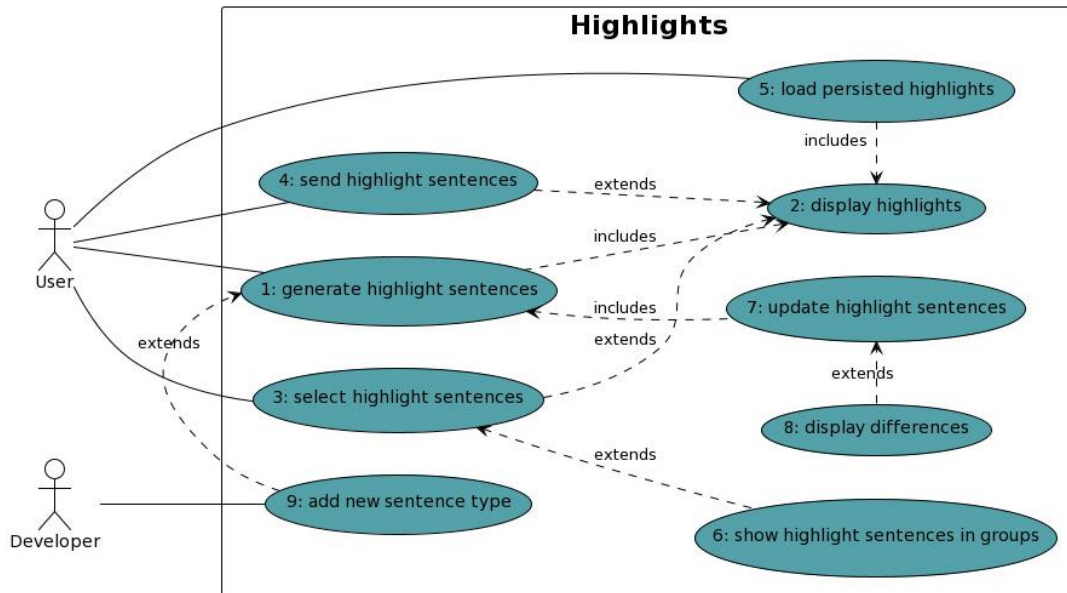 Highlights
5: load persisted highlights
includes
4: send highlight sentences
extends
2: display highlights
includes
User
1: generate highlight sentences
includes
7: update highlight sentences
extends
extends
extends
3: select highlight sentences
8: display differences
extends
9: add new sentence type
Developer
6: show highlight sentences in groups